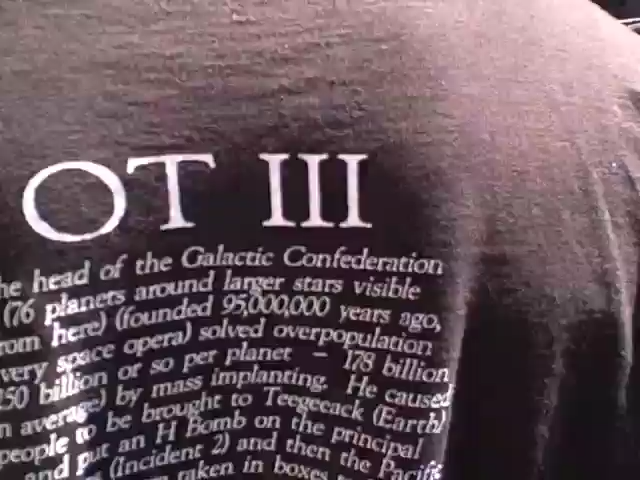 OT III
he head of the Galactic Confederation
(76 planets around larger stars visible
rom here) (founded 95,000,000 years ago,
very space opera) solved overpopulation
250 billion or so per planet – 178 billion
n average) by mass implanting. He caused
people to be brought to Teegeeack (Earth)
and put an H Bomb on the principal
(Incident 2) and then the Pacific
taken in boxes